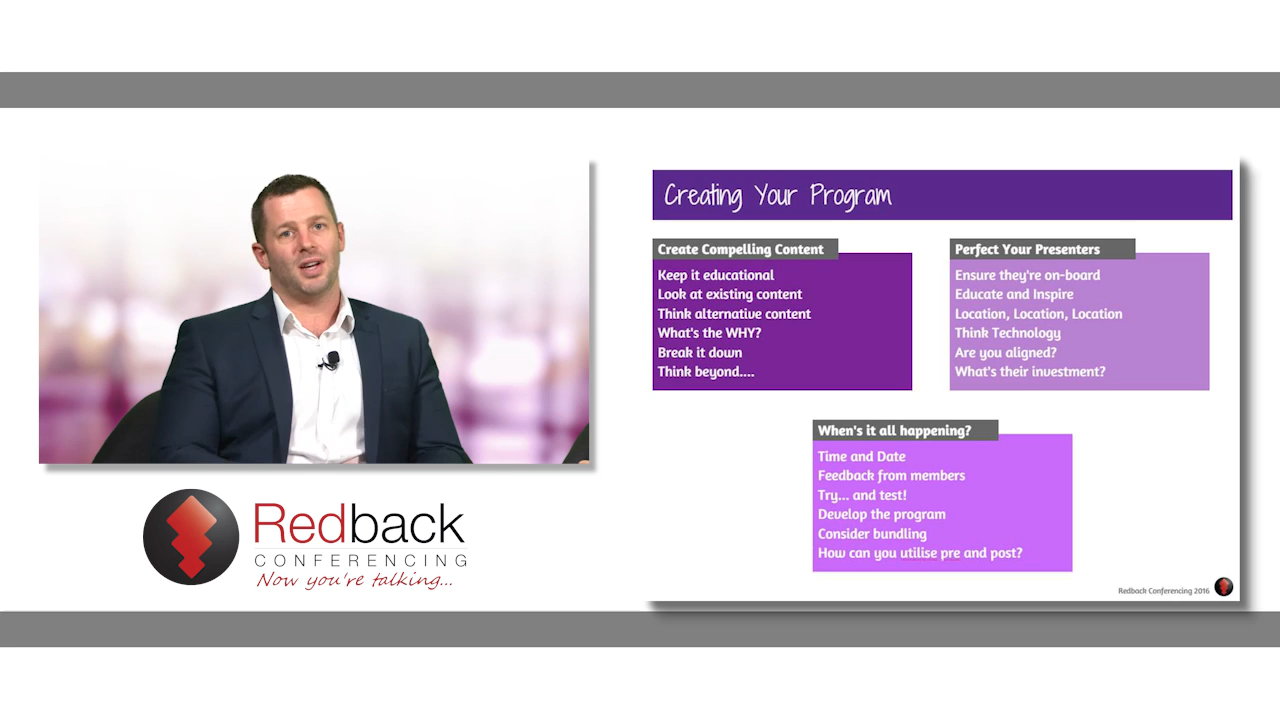 Creating Your Program
Create Compelling Content
Keep it educational
Look at existing content
Think alternative content
What's the WHY?
Break it down
Think beyond....
Perfect Your Presenters
Ensure they're on-board
Educate and Inspire
Location, Location, Location
Think Technology
Are you aligned?
What's their investment?
When's it all happening?
Time and Date
Feedback from members
Try... and test!
Develop the program
Consider bundling
How can you utilise pre and post?
Redback Conferencing 2016
Redback
CONFERENCING
Now you're talking...